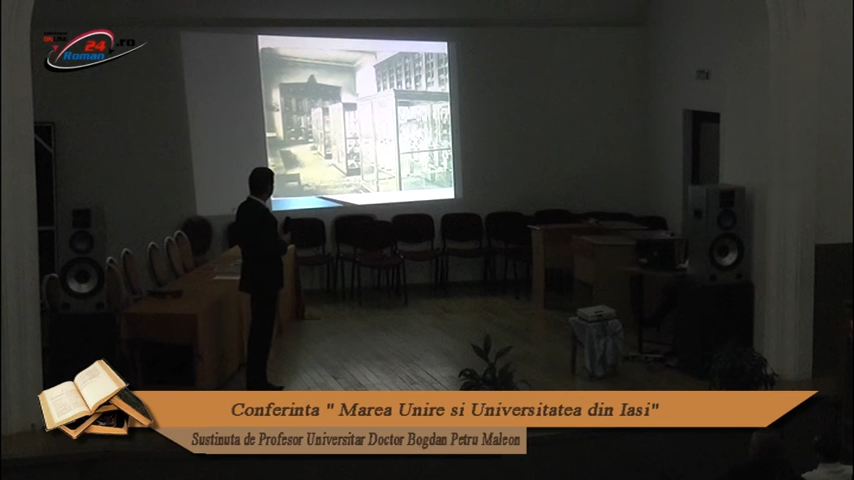 24.ro
Roman
Conferinta " Marea Unire si Universitatea din Iasi"
Sustinuta de Profesor Universitar Doctor Bogdan Petru Maleon